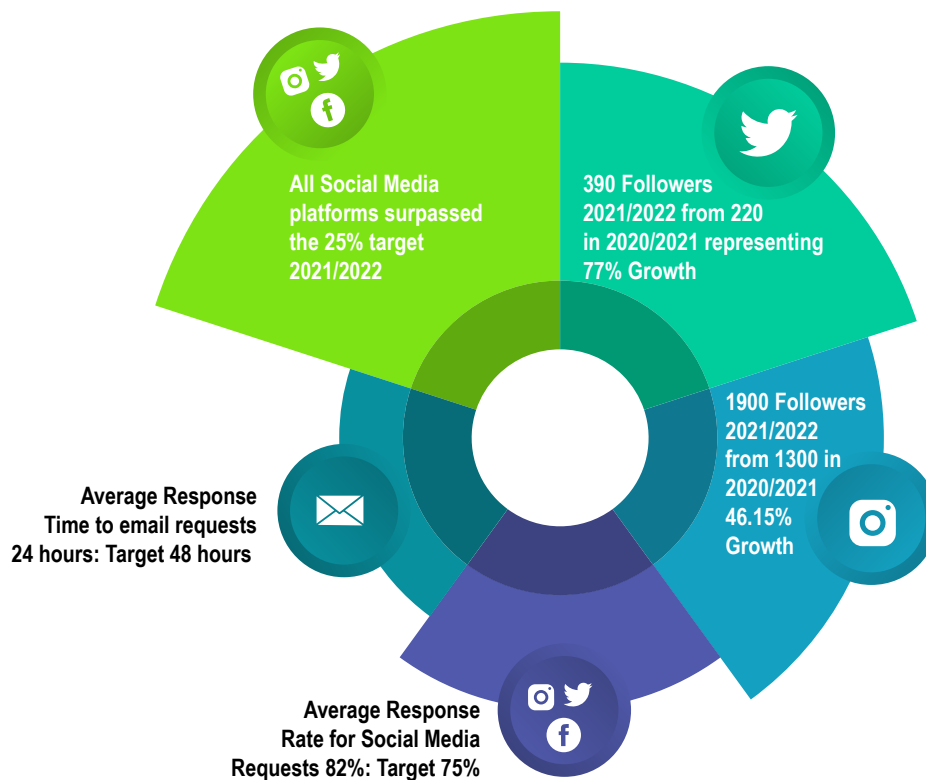 All Social Media
platforms surpassed
the 25% target
2021/2022
390 Followers
2021/2022 from 220
in 2020/2021 representing
77% Growth
1900 Followers
2021/2022
from 1300 in
2020/2021
46.15%
Growth
Average Response
Time to email requests
24 hours: Target 48 hours
Average Response
Rate for Social Media
Requests 82%: Target 75%